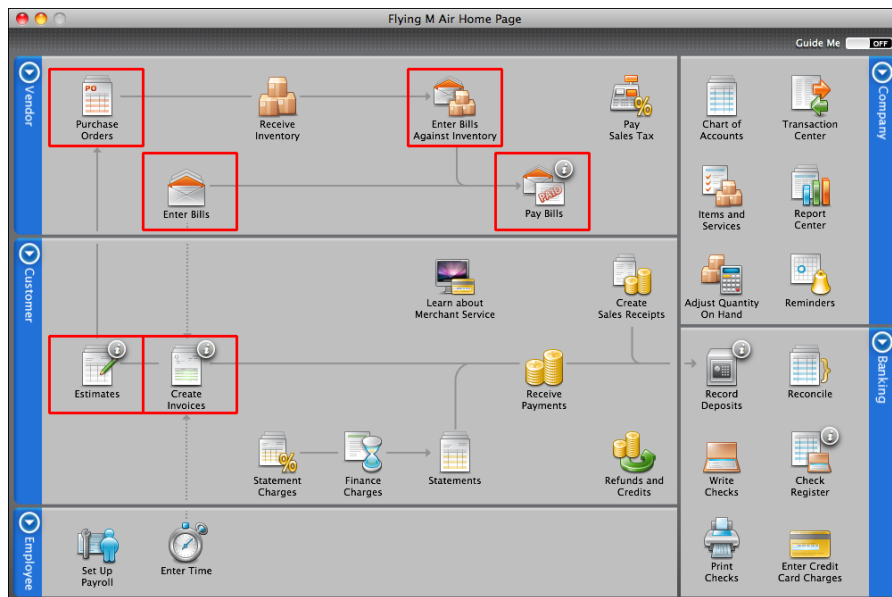 Flying M Air Home Page
Guide Me OFF
Vendor
PO
Purchase
Orders
Receive
Inventory
Enter Bills
Against Inventory
Pay
Sales Tax
Enter Bills
PAID
Pay Bills
Customer
Learn about
Merchant Service
Create
Sales Receipts
Estimates
Create
Invoices
Receive
Payments
Statement
Charges
Finance
Charges
Statements
Refunds and
Credits
Employee
Set Up
Payroll
Enter Time
Company
Chart of
Accounts
Transaction
Center
Items and
Services
Report
Center
Adjust Quantity
On Hand
Reminders
Banking
Record
Deposits
Reconcile
Write
Checks
Check
Register
Print
Checks
Enter Credit
Card Charges